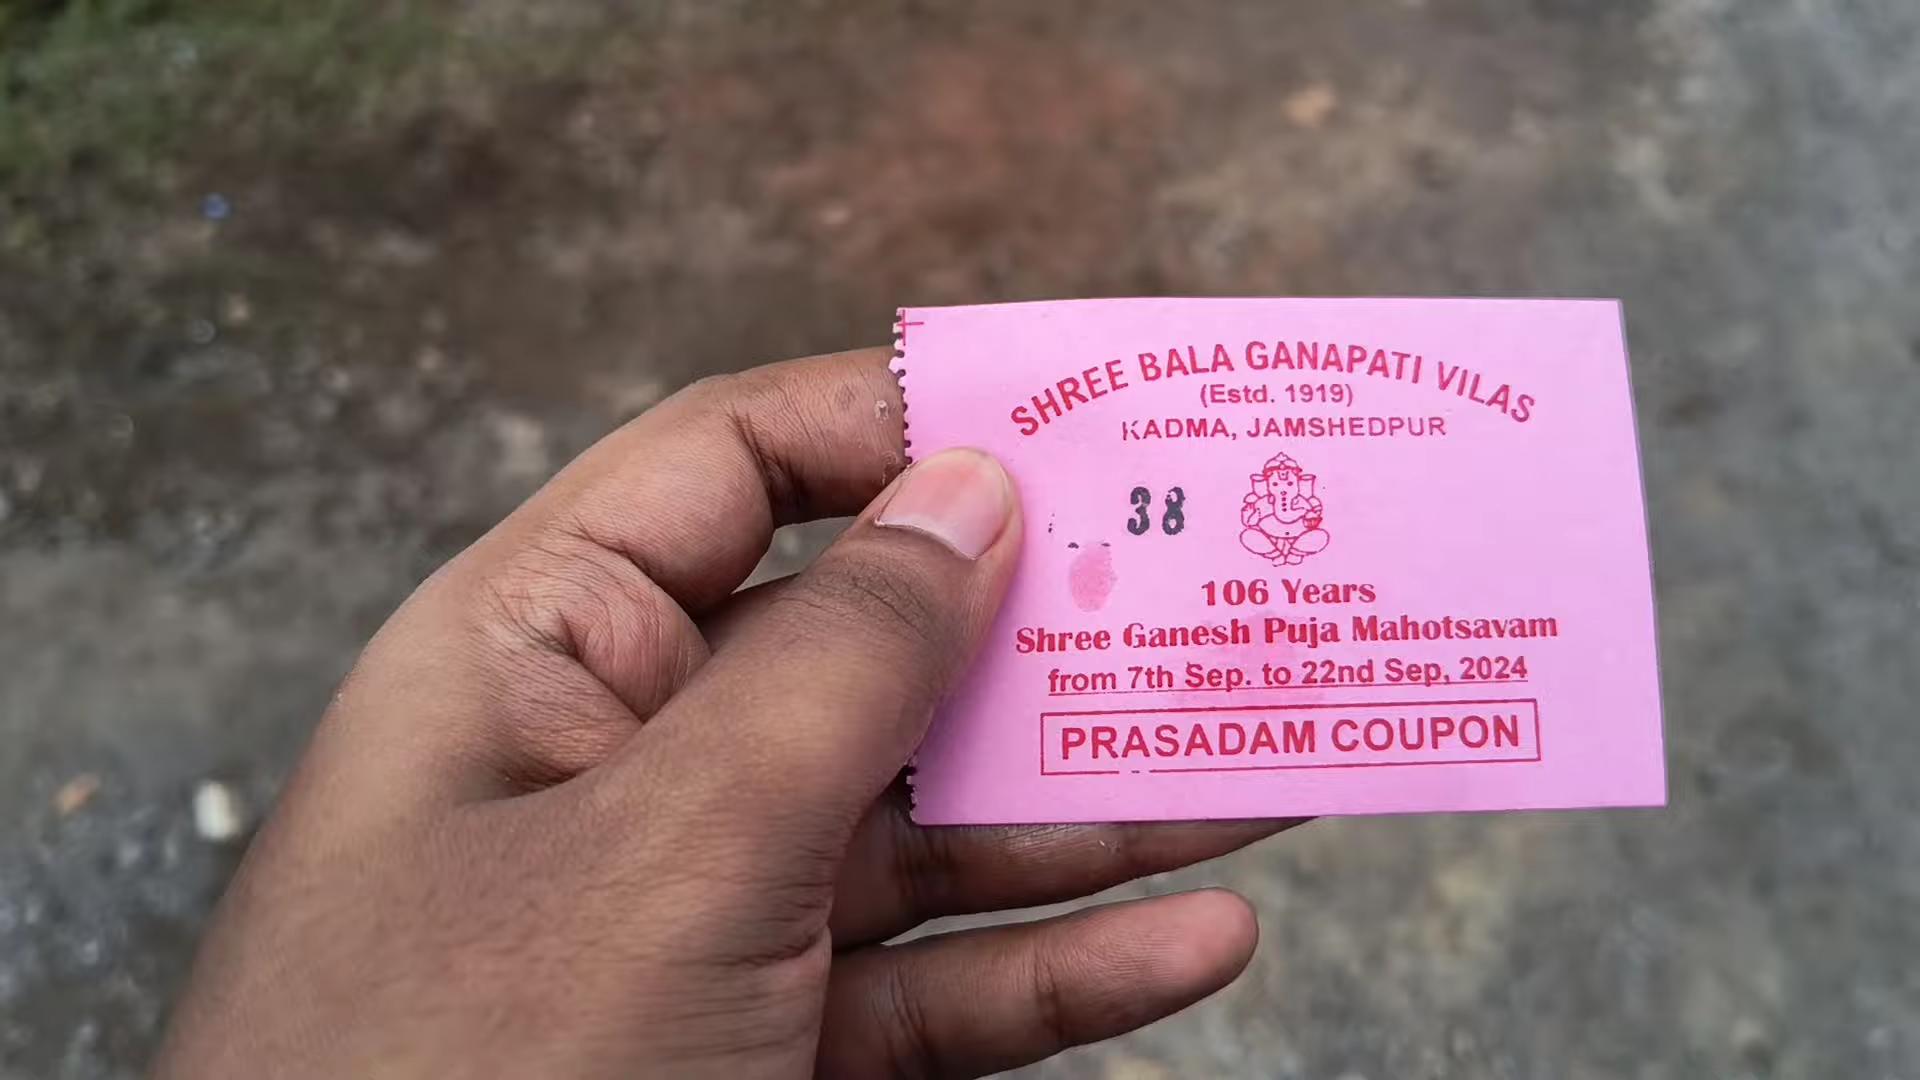 SHREE BALA GANAPATI VILAS
(Estd. 1919)
KADMA, JAMSHEDPUR
38
106 Years
Shree Ganesh Puja Mahotsavam
from 7th Sep. to 22nd Sep, 2024
PRASADAM COUPON